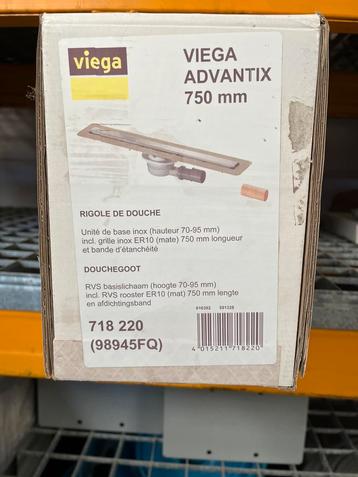 viega
VIEGA
ADVANTIX
750 mm
RIGOLE DE DOUCHE
Unité de base inox (hauteur 70-95 mm)
incl. grille inox ER10 (mate) 750 mm longueur
et bande d'étanchéité
DOUCHEGOOT
RVS basislichaam (hoogte 70-95 mm)
incl. RVS rooster ER10 (mat) 750 mm lengte
en afdichtingsband
718 220
(98945FQ)
4 015211 718220